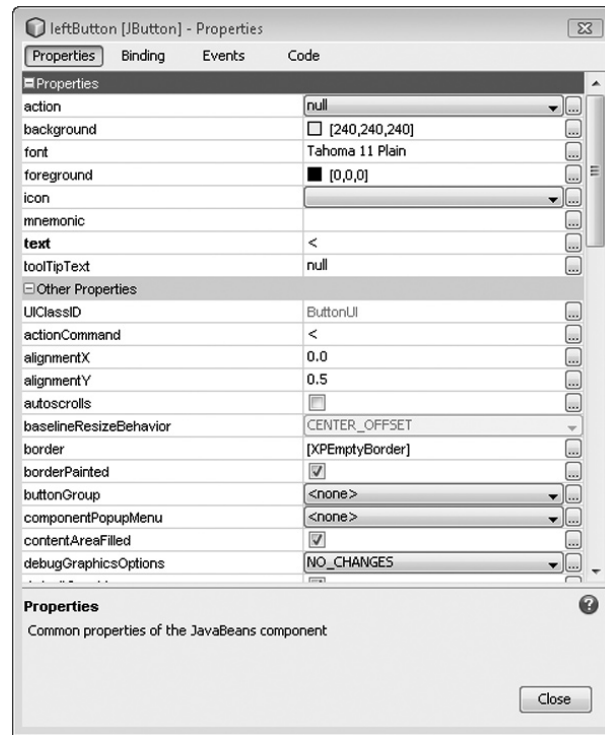 leftButton [JButton] - Properties
Properties Binding Events Code
Properties
action null ...
background [240,240,240] ...
font Tahoma 11 Plain ...
foreground [0,0,0] ...
icon ...
mnemonic ...
text < ...
toolTipText null ...
Other Properties
UIClassID ButtonUI ...
actionCommand < ...
alignmentX 0.0 ...
alignmentY 0.5 ...
autoscrolls ...
baselineResizeBehavior CENTER_OFFSET
border [XPEmptyBorder] ...
borderPainted ...
buttonGroup <none> ...
componentPopupMenu <none> ...
contentAreaFilled ...
debugGraphicsOptions NO_CHANGES ...
Properties ?
Common properties of the JavaBeans component
Close